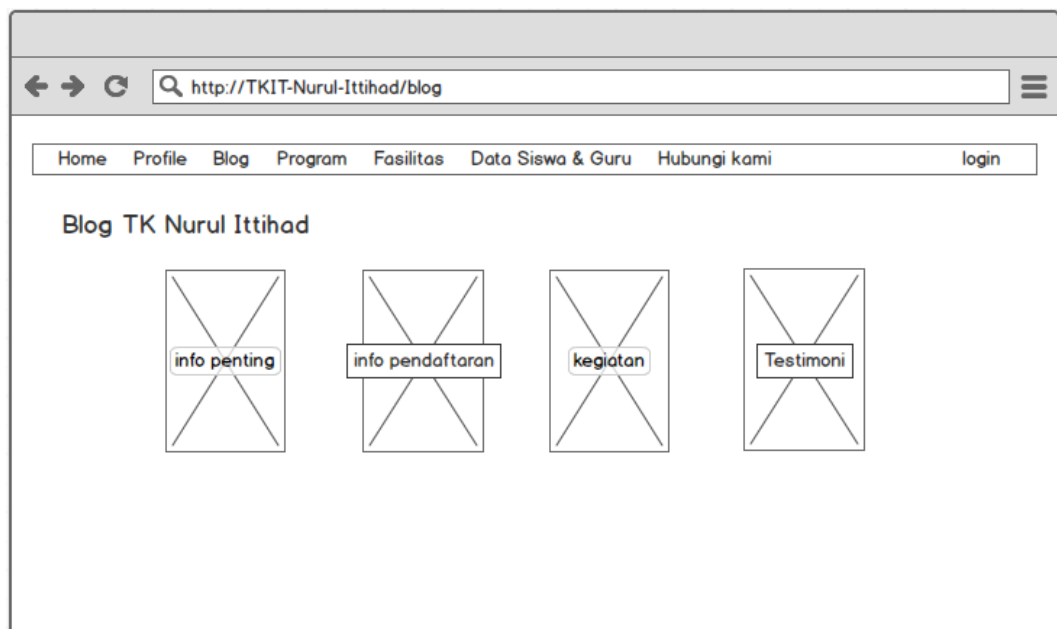 http://TKIT-Nurul-Ittihad/blog
Home Profile Blog Program Fasilitas Data Siswa & Guru Hubungi kami login
Blog TK Nurul Ittihad
info penting info pendaftaran kegiatan Testimoni